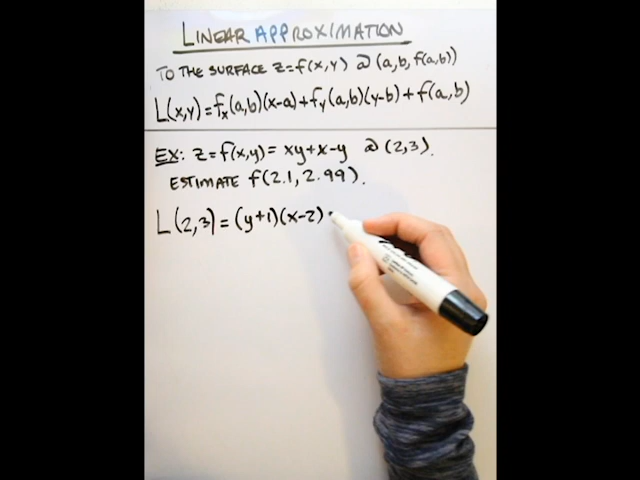 LINEAR APPROXIMATION
TO THE SURFACE z=f(x,y) @ (a,b, f(a,b))
L(x,y)=fx(a,b)(x-a)+fy(a,b)(y-b)+f(a,b)
EX: z=f(x,y)= xy+x-y @ (2,3).
ESTIMATE f(2.1, 2.99).
L(2,3)=(y+1)(x-2)